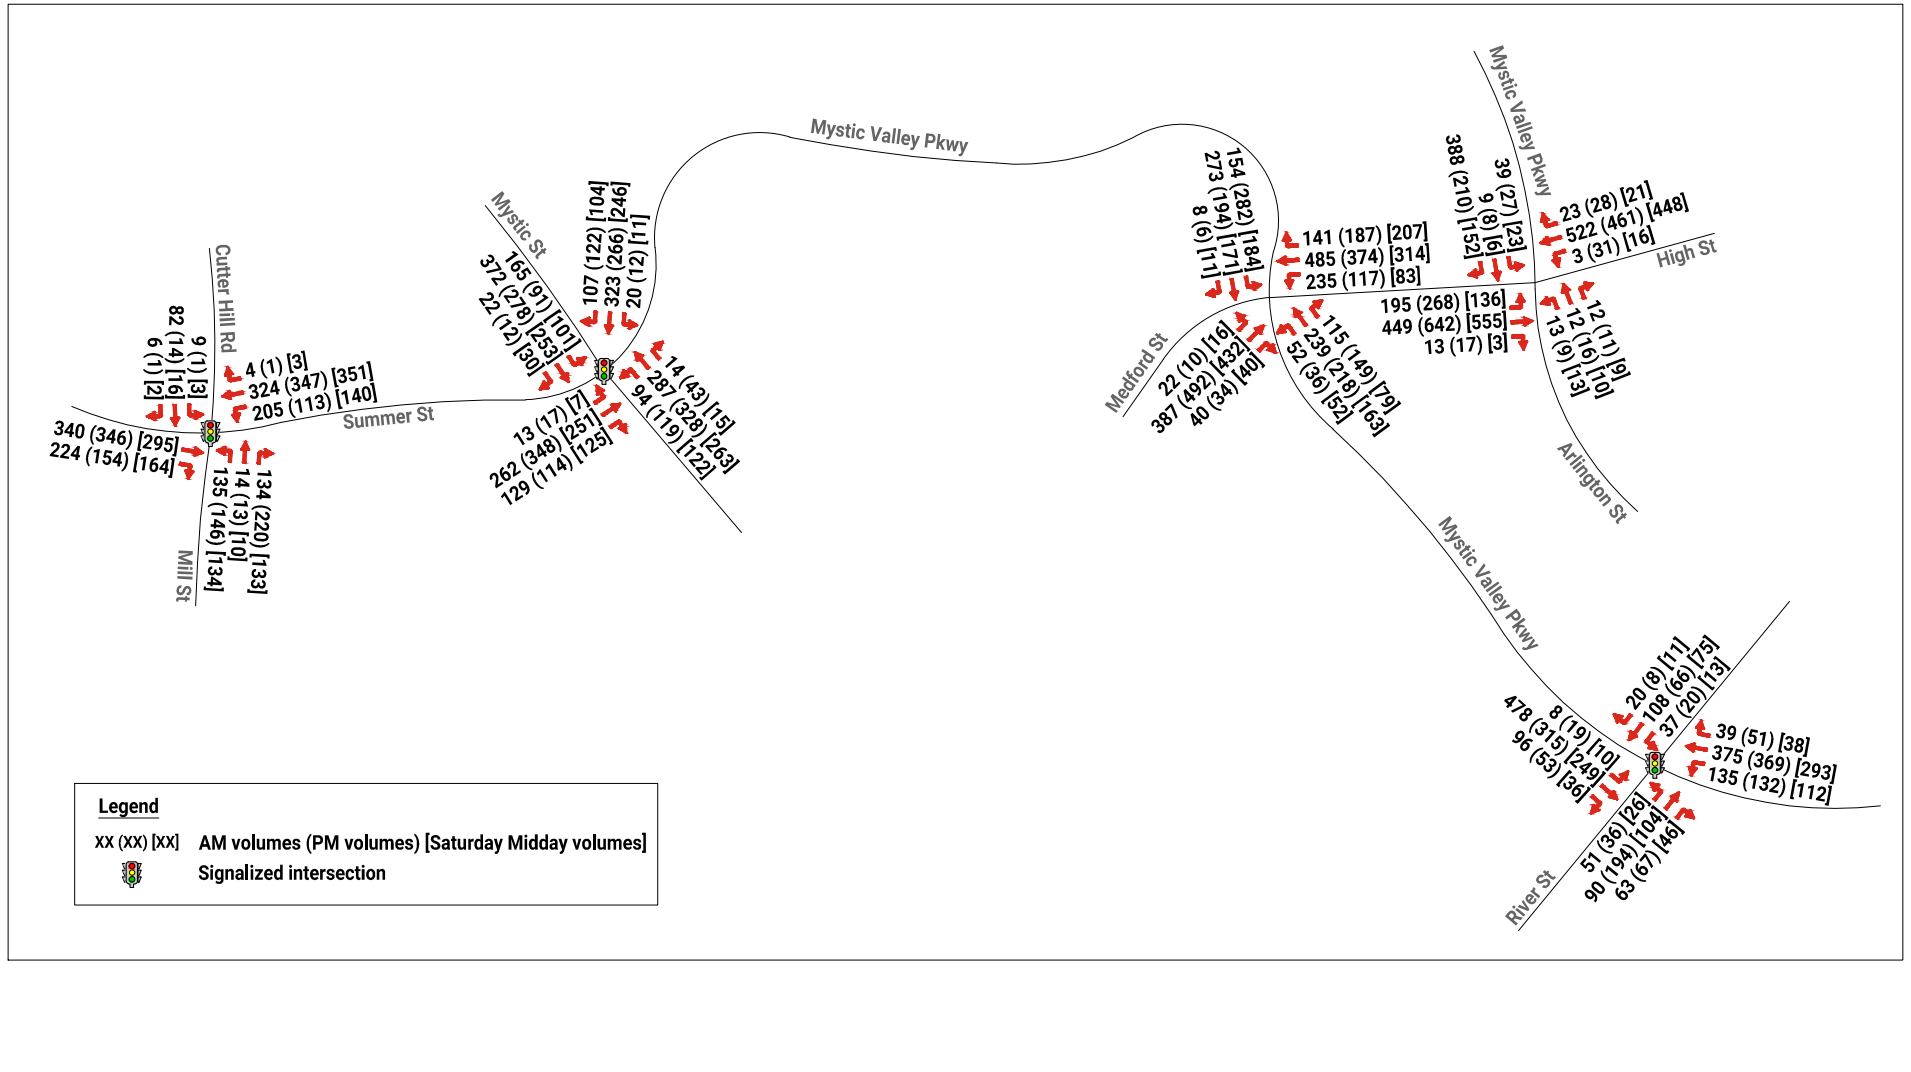 Cutter Hill Rd
6 (1) [2]
82 (14) [16]
9 (1) [3]
4 (1) [3]
324 (347) [351]
205 (113) [140]
340 (346) [295]
224 (154) [164]
135 (146) [134]
14 (13) [10]
134 (220) [133]
Mill St
Summer St
Mystic St
165 (91) [101]
372 (278) [253]
22 (12) [30]
107 (122) [104]
323 (266) [246]
20 (12) [11]
14 (43) [15]
287 (328) [263]
94 (119) [122]
13 (17) [7]
262 (348) [251]
129 (114) [125]
Mystic Valley Pkwy
154 (282) [184]
273 (194) [171]
8 (6) [11]
141 (187) [207]
485 (374) [314]
235 (117) [83]
22 (10) [16]
387 (492) [432]
40 (34) [40]
115 (149) [79]
239 (218) [163]
52 (36) [52]
Medford St
Mystic Valley Pkwy
388 (210) [152]
9 (8) [6]
39 (27) [23]
23 (28) [21]
522 (461) [448]
3 (31) [16]
High St
195 (268) [136]
449 (642) [555]
13 (17) [3]
12 (11) [9]
12 (16) [10]
13 (9) [13]
Arlington St
Mystic Valley Pkwy
20 (8) [11]
108 (66) [75]
37 (20) [13]
8 (19) [10]
478 (315) [249]
96 (53) [36]
39 (51) [38]
375 (369) [293]
135 (132) [112]
51 (36) [26]
90 (194) [104]
63 (67) [46]
River St
Legend
XX (XX) [XX] AM volumes (PM volumes) [Saturday Midday volumes]
Signalized intersection